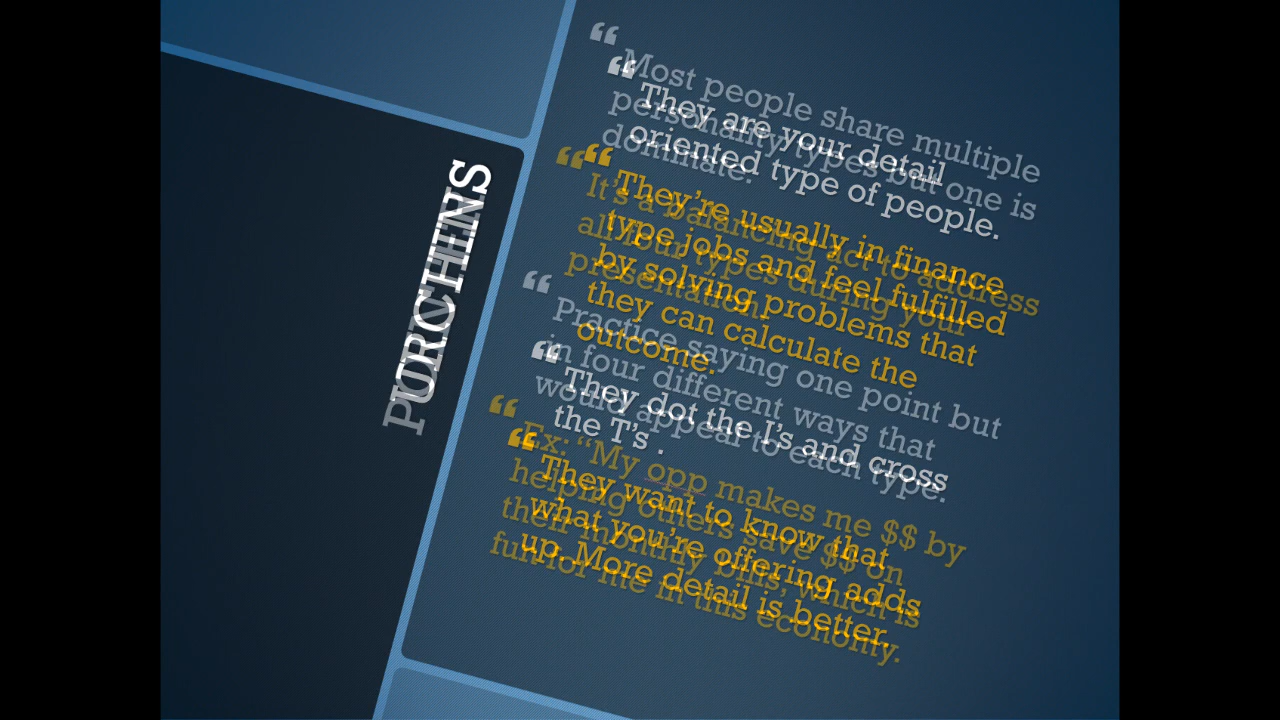 URCHINS
Most people share multiple
personality types but one is
dominate.
It's a balancing act to address
all four types during your
presentation
Practice saying one point but
in four different ways that
would appeal to each type.
Ex: “My opp makes me $$ by
helping others save $$ on
their monthly bills, which is
fun for me in this economy.
They are your detail
oriented type of people.
They're usually in finance
type jobs and feel fulfilled
by solving problems that
they can calculate the
outcome.
They dot the I's and cross
the T's .
They want to know that
what you're offering adds
up. More detail is better.